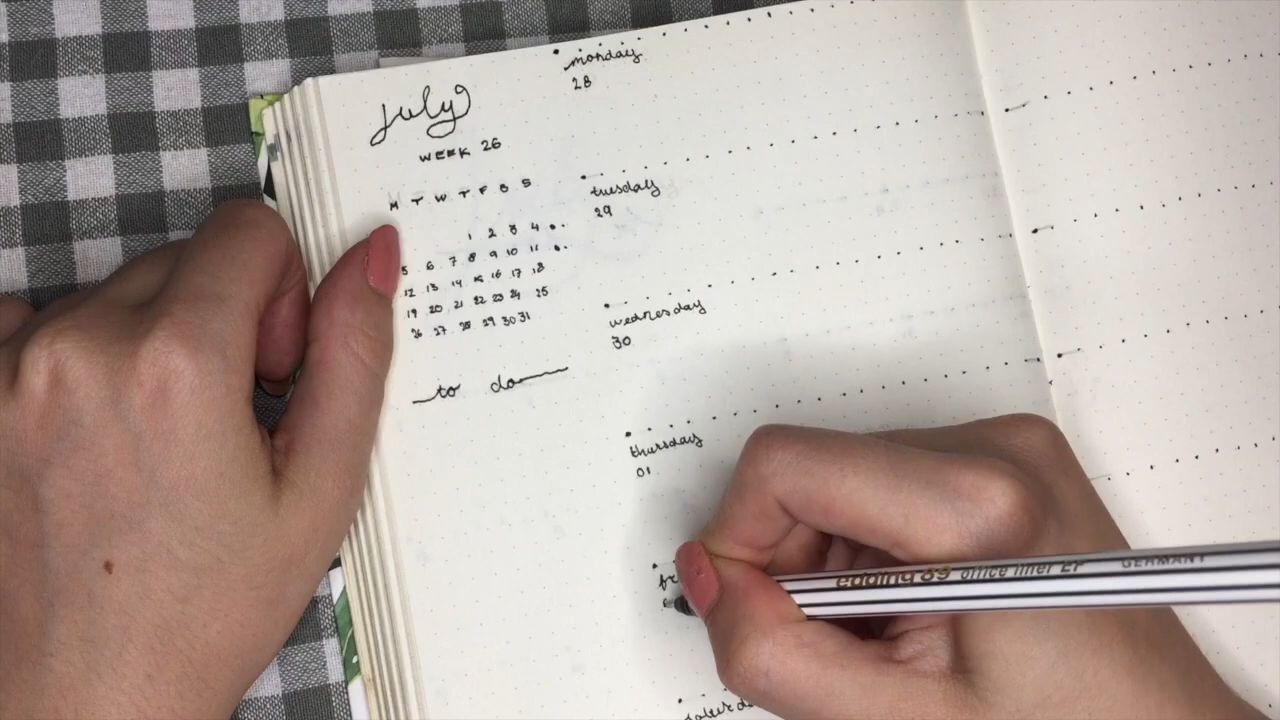 july
WEEK 26
M T W T F S S
1 2 3 4
5 6 7 8 9 10 11
12 13 14 15 16 17 18
19 20 21 22 23 24 25
26 27 28 29 30 31
to do
monday
28
tuesday
29
wednesday
30
thursday
01
fr
edding 89 office liner EF GERMANY